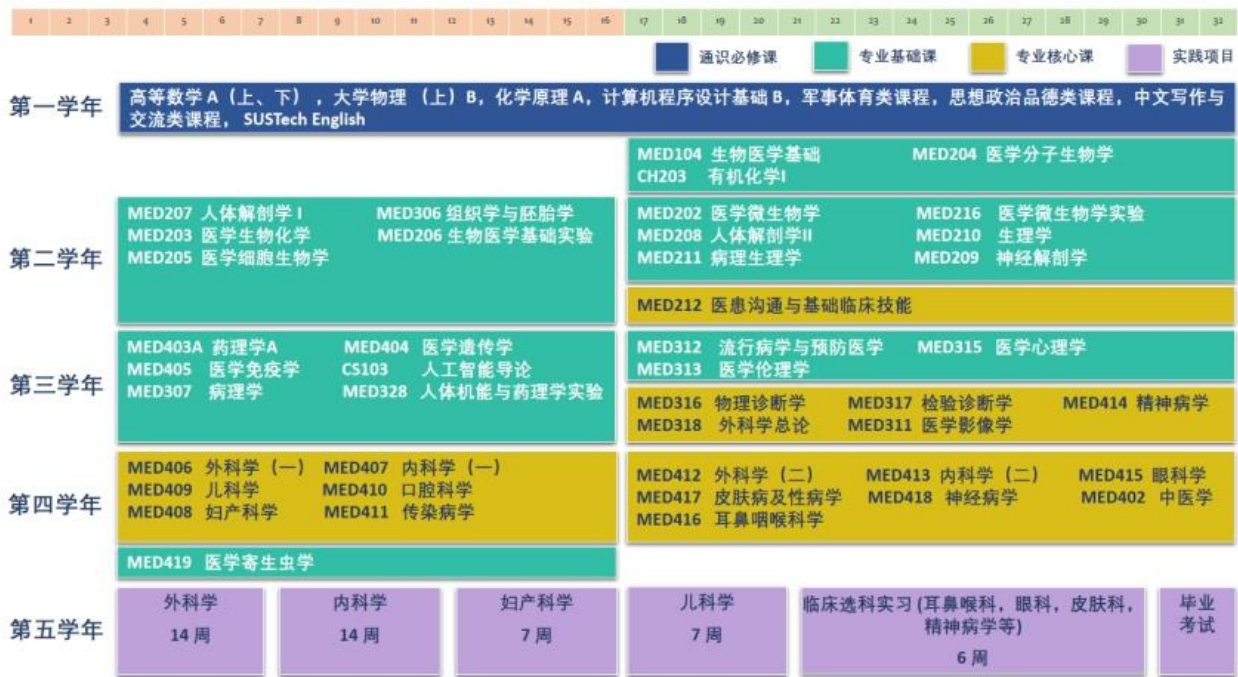 1 2 3 4 5 6 7 8 9 10 11 12 13 14 15 16 17 18 19 20 21 22 23 24 25 26 27 28 29 30 31 32
通识必修课 专业基础课 专业核心课 实践项目
第一学年
高等数学 A（上、下），大学物理 （上）B，化学原理 A，计算机程序设计基础 B，军事体育类课程，思想政治品德类课程，中文写作与
交流类课程， SUSTech English
MED104 生物医学基础 MED204 医学分子生物学
CH203 有机化学I
第二学年
MED207 人体解剖学 I MED306 组织学与胚胎学
MED203 医学生物化学 MED206 生物医学基础实验
MED205 医学细胞生物学
MED202 医学微生物学 MED216 医学微生物学实验
MED208 人体解剖学II MED210 生理学
MED211 病理生理学 MED209 神经解剖学
MED212 医患沟通与基础临床技能
第三学年
MED403A 药理学A MED404 医学遗传学
MED405 医学免疫学 CS103 人工智能导论
MED307 病理学 MED328 人体机能与药理学实验
MED312 流行病学与预防医学 MED315 医学心理学
MED313 医学伦理学
MED316 物理诊断学 MED317 检验诊断学 MED414 精神病学
MED318 外科学总论 MED311 医学影像学
第四学年
MED406 外科学（一） MED407 内科学（一）
MED409 儿科学 MED410 口腔科学
MED408 妇产科学 MED411 传染病学
MED412 外科学（二） MED413 内科学（二） MED415 眼科学
MED417 皮肤病及性病学 MED418 神经病学 MED402 中医学
MED416 耳鼻咽喉科学
MED419 医学寄生虫学
第五学年
外科学
14 周
内科学
14 周
妇产科学
7 周
儿科学
7 周
临床选科实习 (耳鼻喉科，眼科，皮肤科，
精神病学等)
6 周
毕业
考试